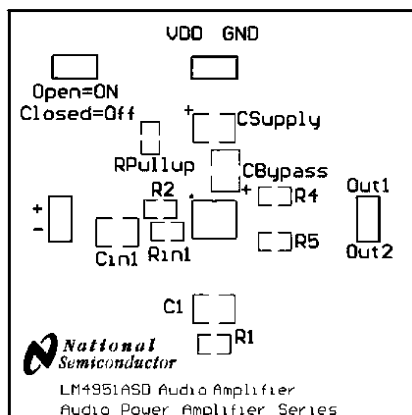 VDD GND
Open=ON
Closed=Off
+
CSupply
RPullup
CBypass
+
R2
R4
Out1
+
-
Cin1
Rin1
R5
Out2
C1
R1
National
Semiconductor
LM4951ASD Audio Amplifier
Audio Power Amplifier Series